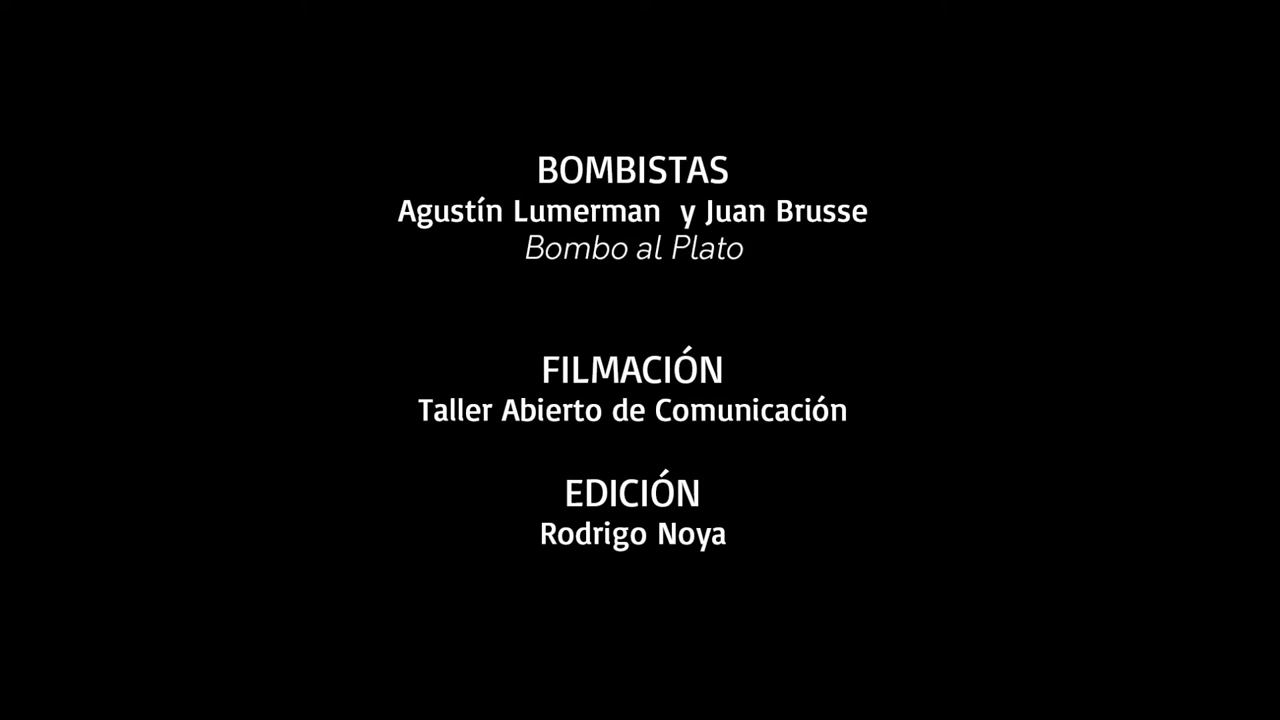 BOMBISTAS
Agustín Lumerman  y Juan Brusse
Bombo al Plato
FILMACIÓN
Taller Abierto de Comunicación
EDICIÓN
Rodrigo Noya